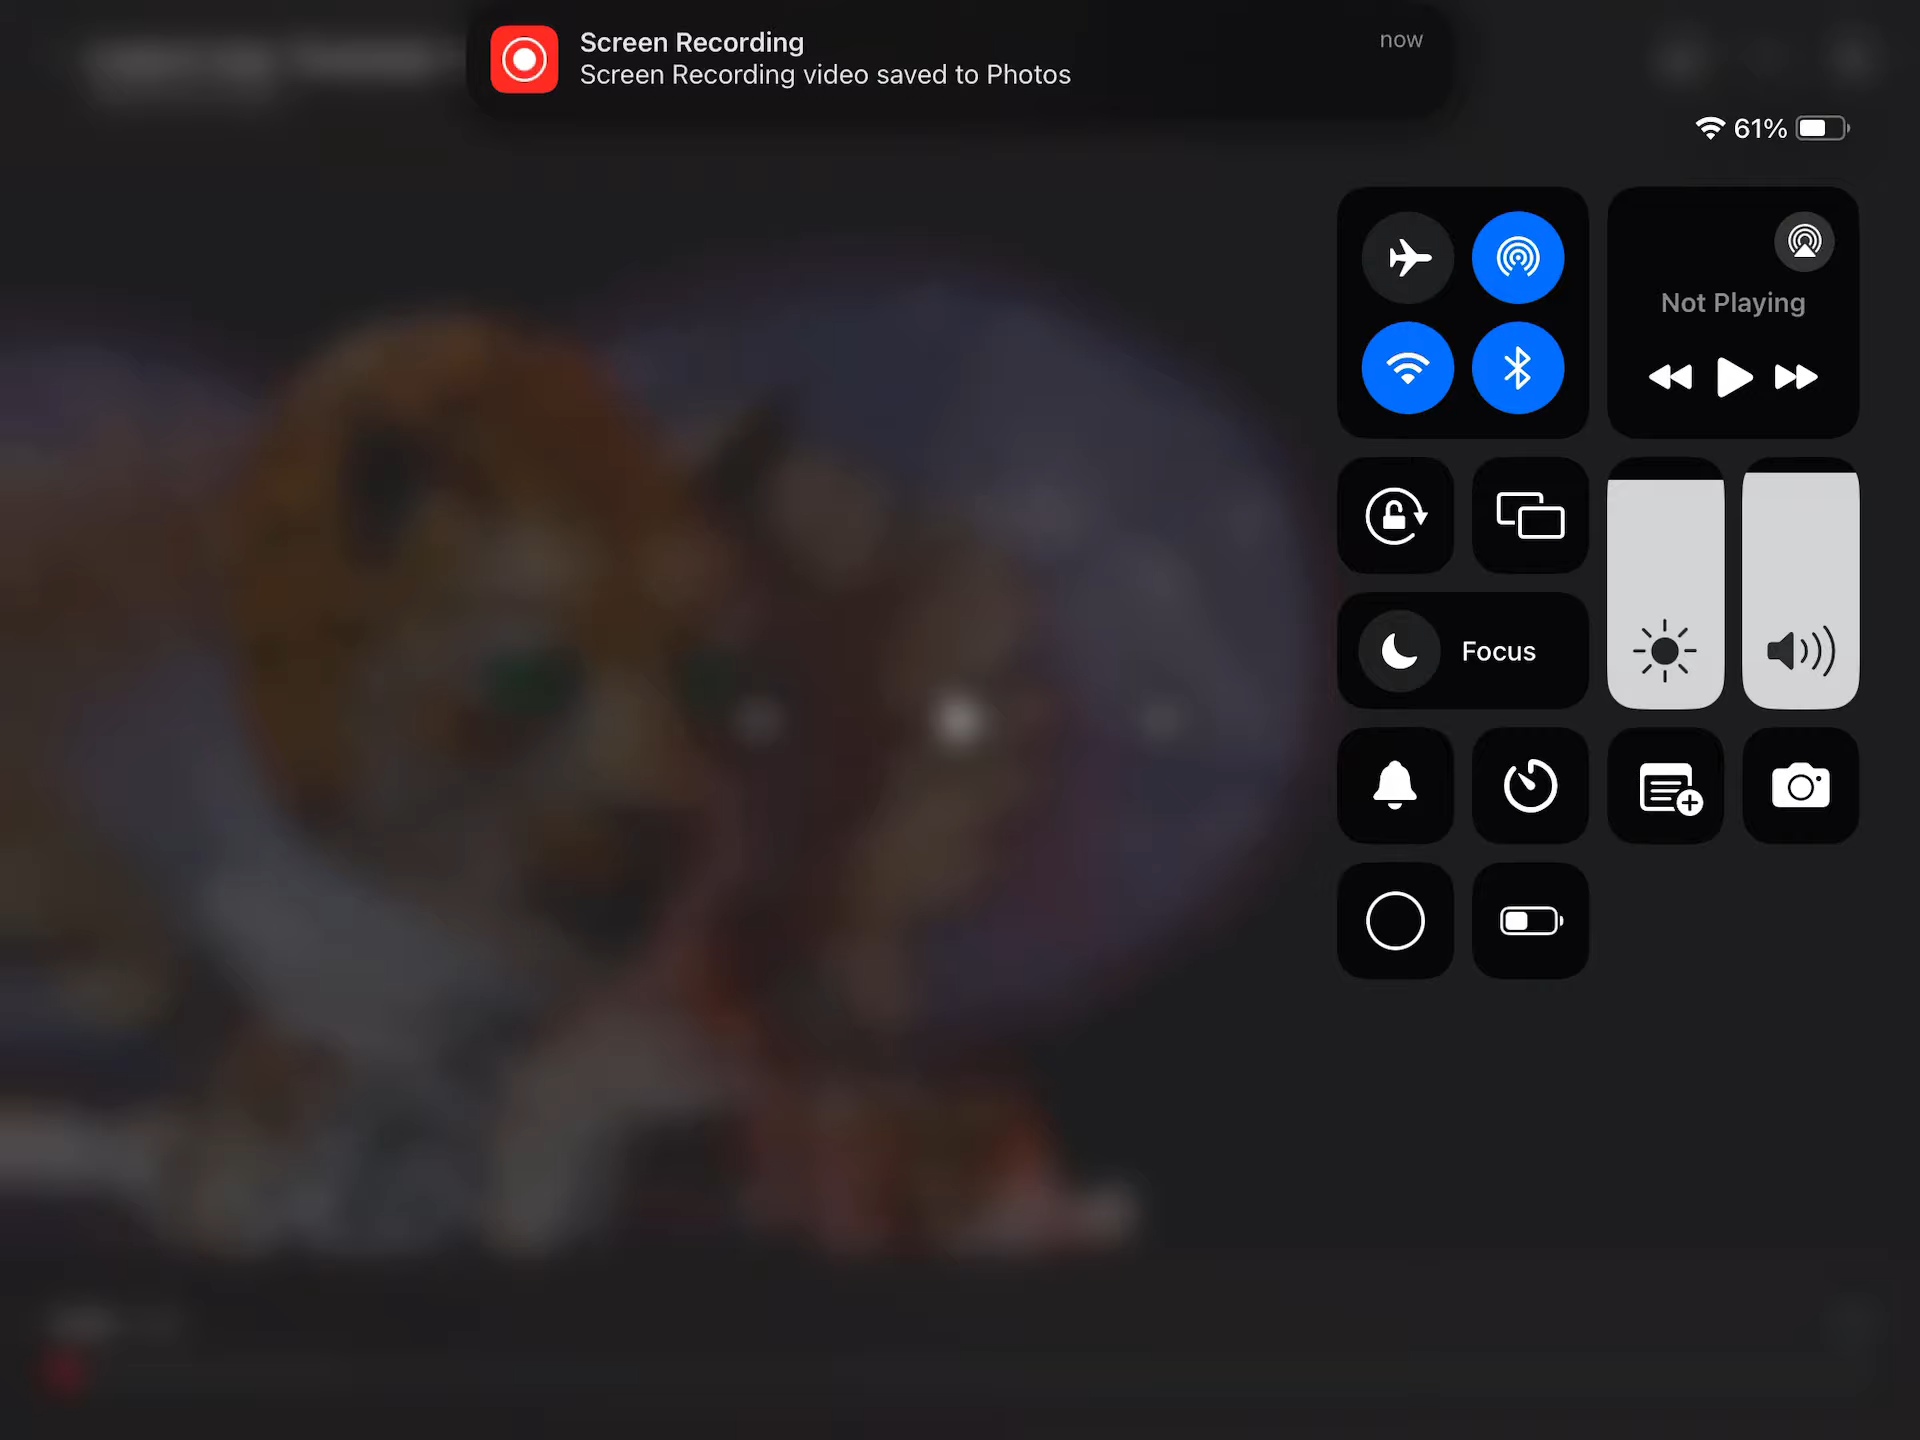 Screen Recording
now
Screen Recording video saved to Photos
61%
Not Playing
Focus